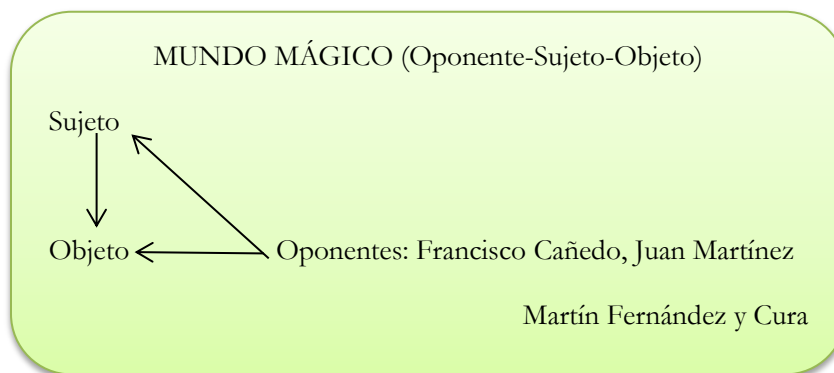 MUNDO MÁGICO (Oponente-Sujeto-Objeto)
Sujeto
Objeto Oponentes: Francisco Cañedo, Juan Martínez
Martín Fernández y Cura